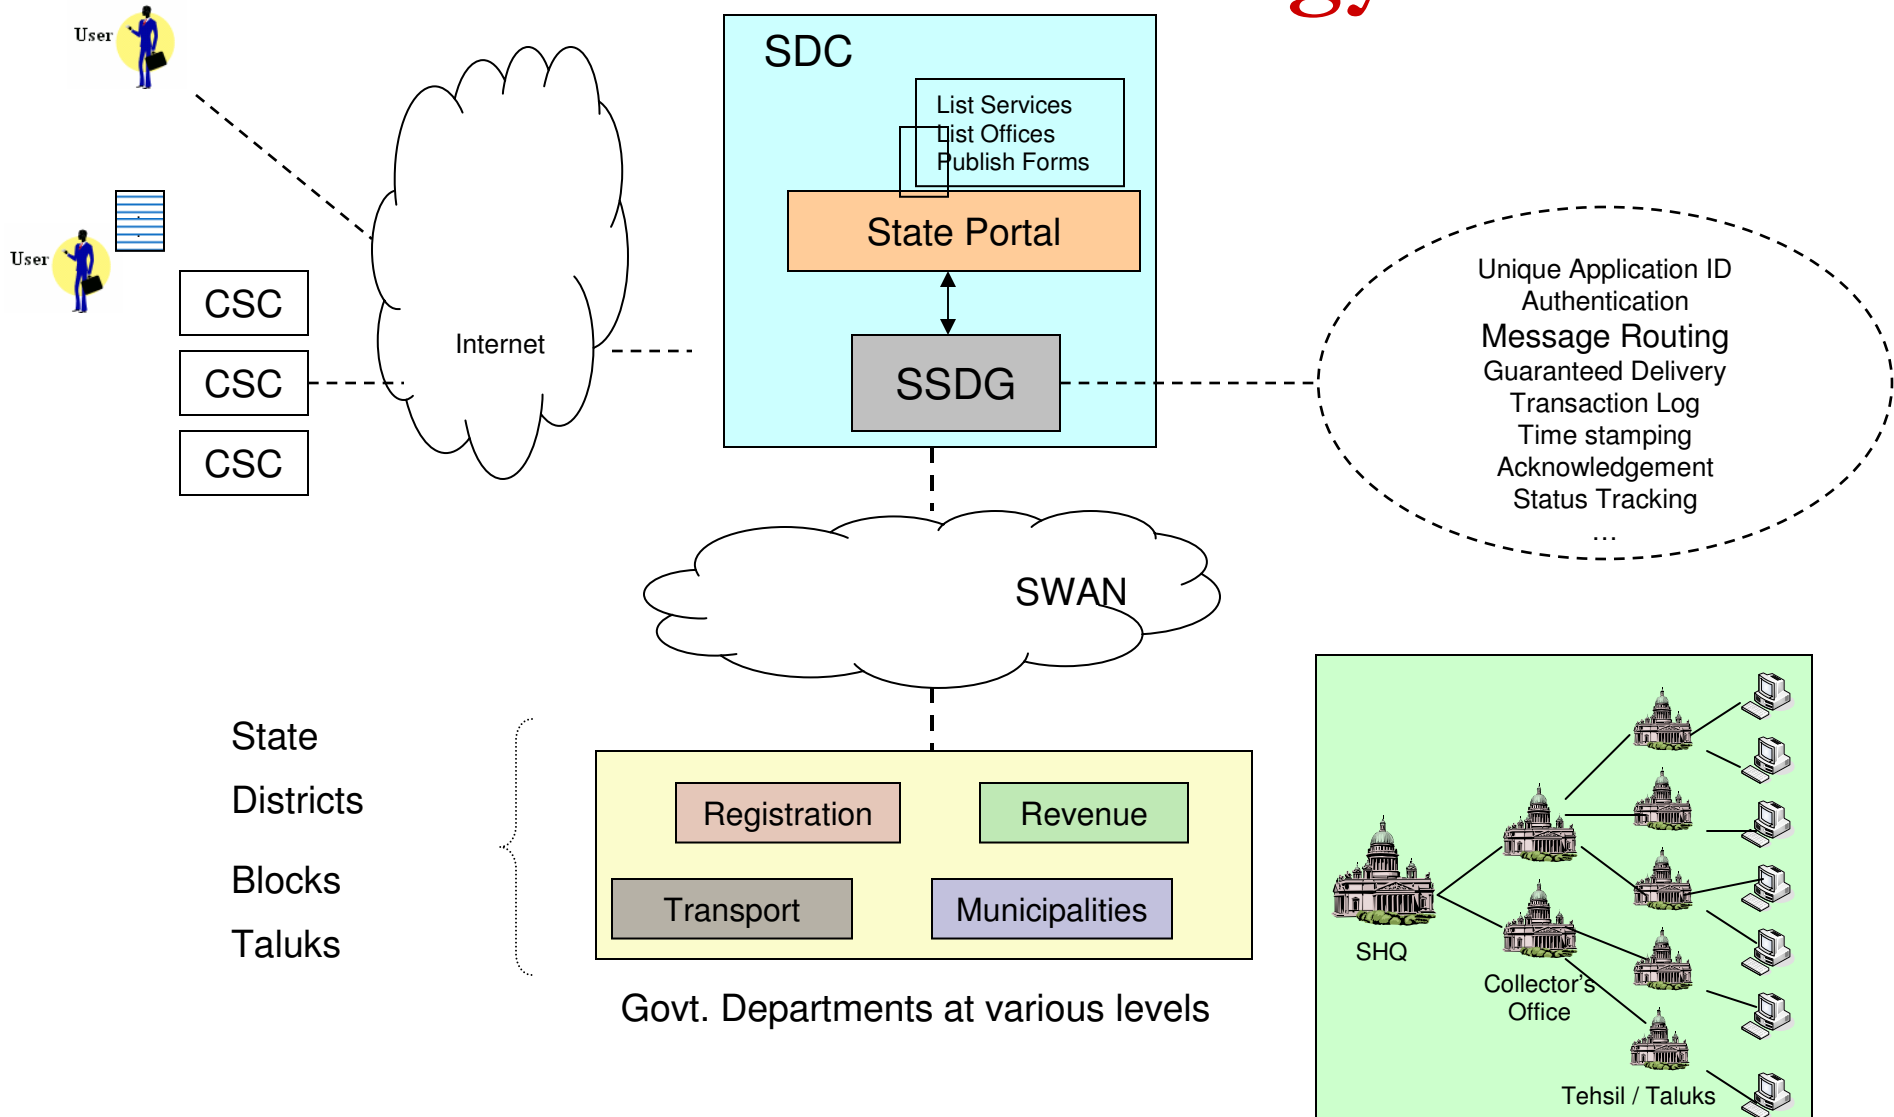 User
SDC
List Services
List Offices
Publish Forms
State Portal
User
CSC
CSC
CSC
Internet
SSDG
Unique Application ID
Authentication
Message Routing
Guaranteed Delivery
Transaction Log
Time stamping
Acknowledgement
Status Tracking
...
SWAN
State
Districts
Blocks
Taluks
Registration
Revenue
Transport
Municipalities
Govt. Departments at various levels
SHQ
Collector's
Office
Tehsil / Taluks